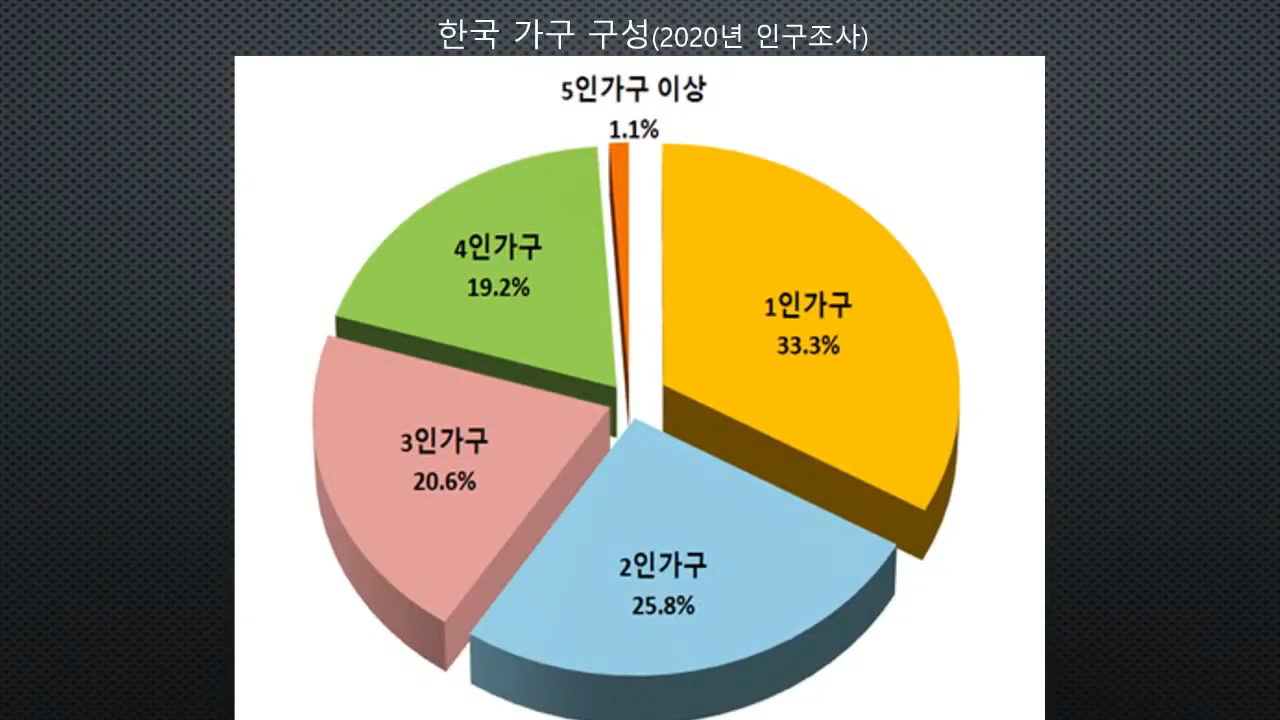 한국 가구 구성(2020년 인구조사)
5인가구 이상
1.1%
4인가구
19.2%
1인가구
33.3%
3인가구
20.6%
2인가구
25.8%